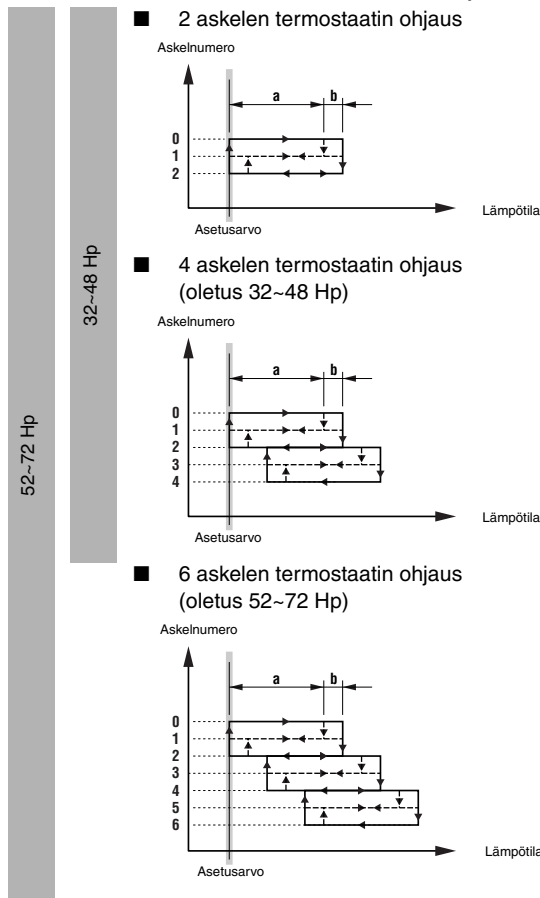 ■ 2 askelen termostaatin ohjaus
Askelnumero
a b
0
1
2
Lämpötila
Asetusarvo
32~48 Hp
52~72 Hp
■ 4 askelen termostaatin ohjaus
(oletus 32~48 Hp)
Askelnumero
a b
0
1
2
3
4
Lämpötila
Asetusarvo
■ 6 askelen termostaatin ohjaus
(oletus 52~72 Hp)
Askelnumero
a b
0
1
2
3
4
5
6
Lämpötila
Asetusarvo